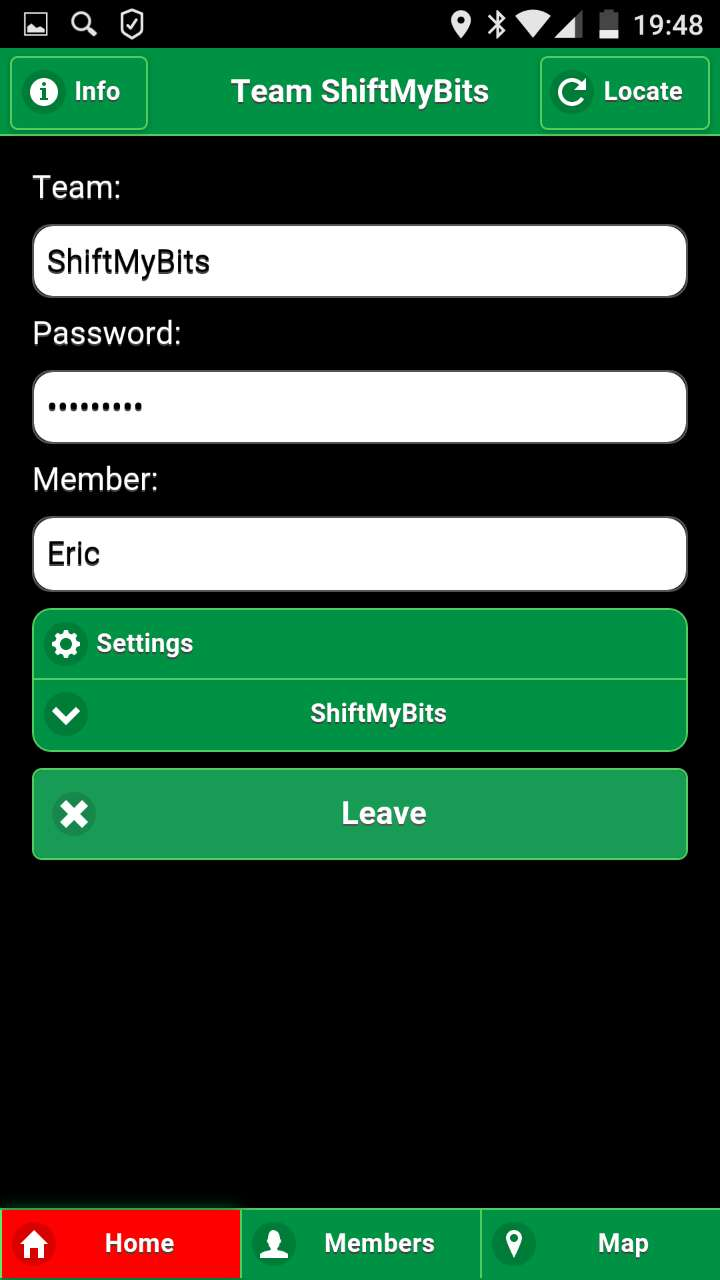 19:48
Info
Team ShiftMyBits
Locate
Team:
ShiftMyBits
Password:
•••••••••
Member:
Eric
Settings
ShiftMyBits
Leave
Home
Members
Map